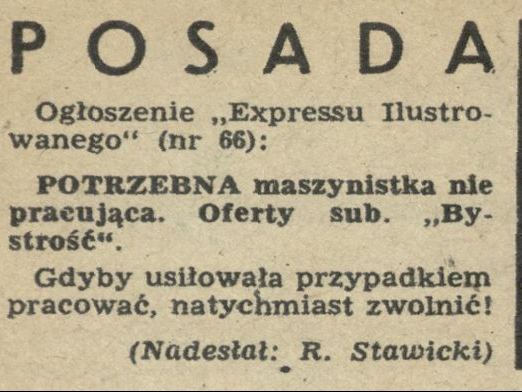 POSADA
Ogłoszenie „Expressu Ilustro-
wanego“ (nr 66):
POTRZEBNA maszynistka nie
pracująca. Oferty sub. „By-
strość“.
Gdyby usiłowała przypadkiem
pracować, natychmiast zwolnić!
(Nadesłał: R. Stawicki)